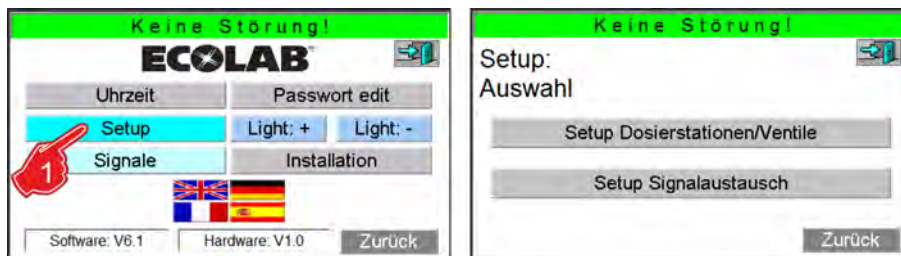 Keine Störung!
ECOLAB®
Uhrzeit
Passwort edit
Setup
Light: +
Light: -
Signale
Installation
1
Software: V6.1
Hardware: V1.0
Zurück
Keine Störung!
Setup:
Auswahl
Setup Dosierstationen/Ventile
Setup Signalaustausch
Zurück